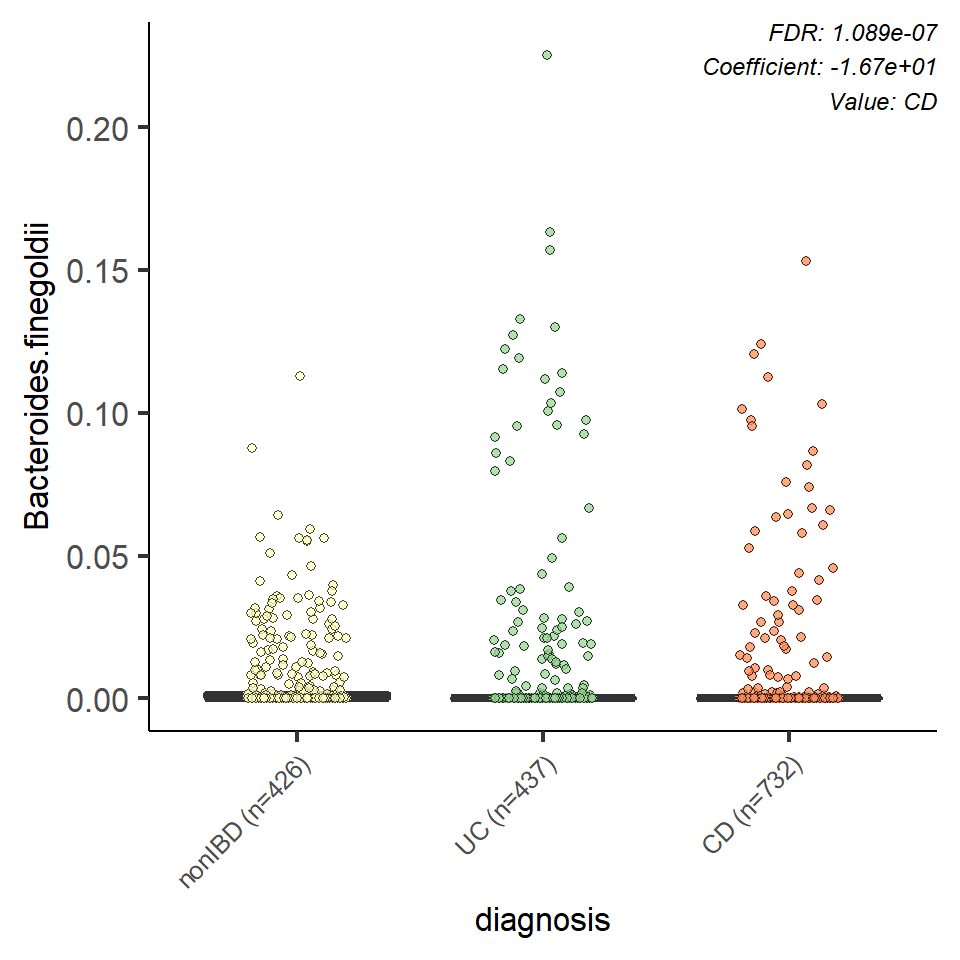 FDR: 1.089e-07
Coefficient: -1.67e+01
Value: CD
Bacteroides.finegoldii
0.20
0.15
0.10
0.05
0.00
nonIBD (n=426)
UC (n=437)
CD (n=732)
diagnosis